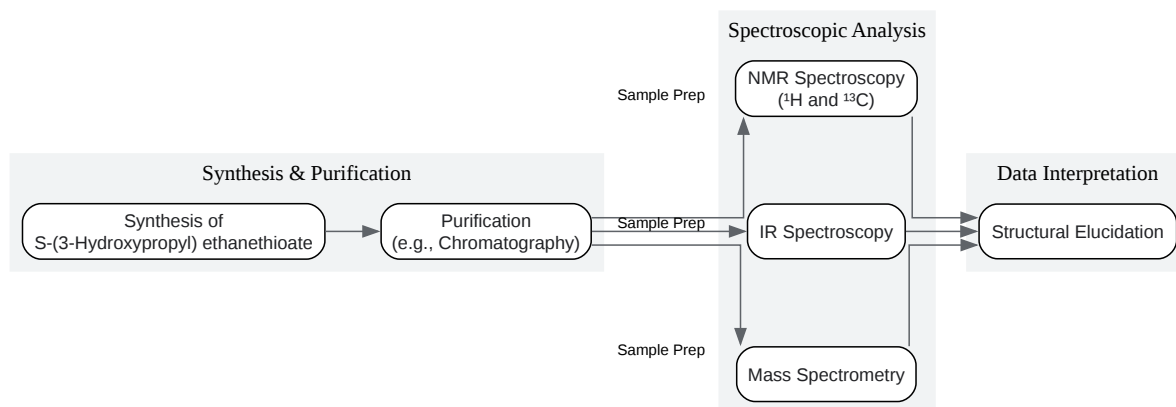 Synthesis & Purification
Synthesis of
S-(3-Hydroxypropyl) ethanethioate
Purification
(e.g., Chromatography)
Sample Prep
Sample Prep
Sample Prep
Spectroscopic Analysis
NMR Spectroscopy
(¹H and ¹³C)
IR Spectroscopy
Mass Spectrometry
Data Interpretation
Structural Elucidation